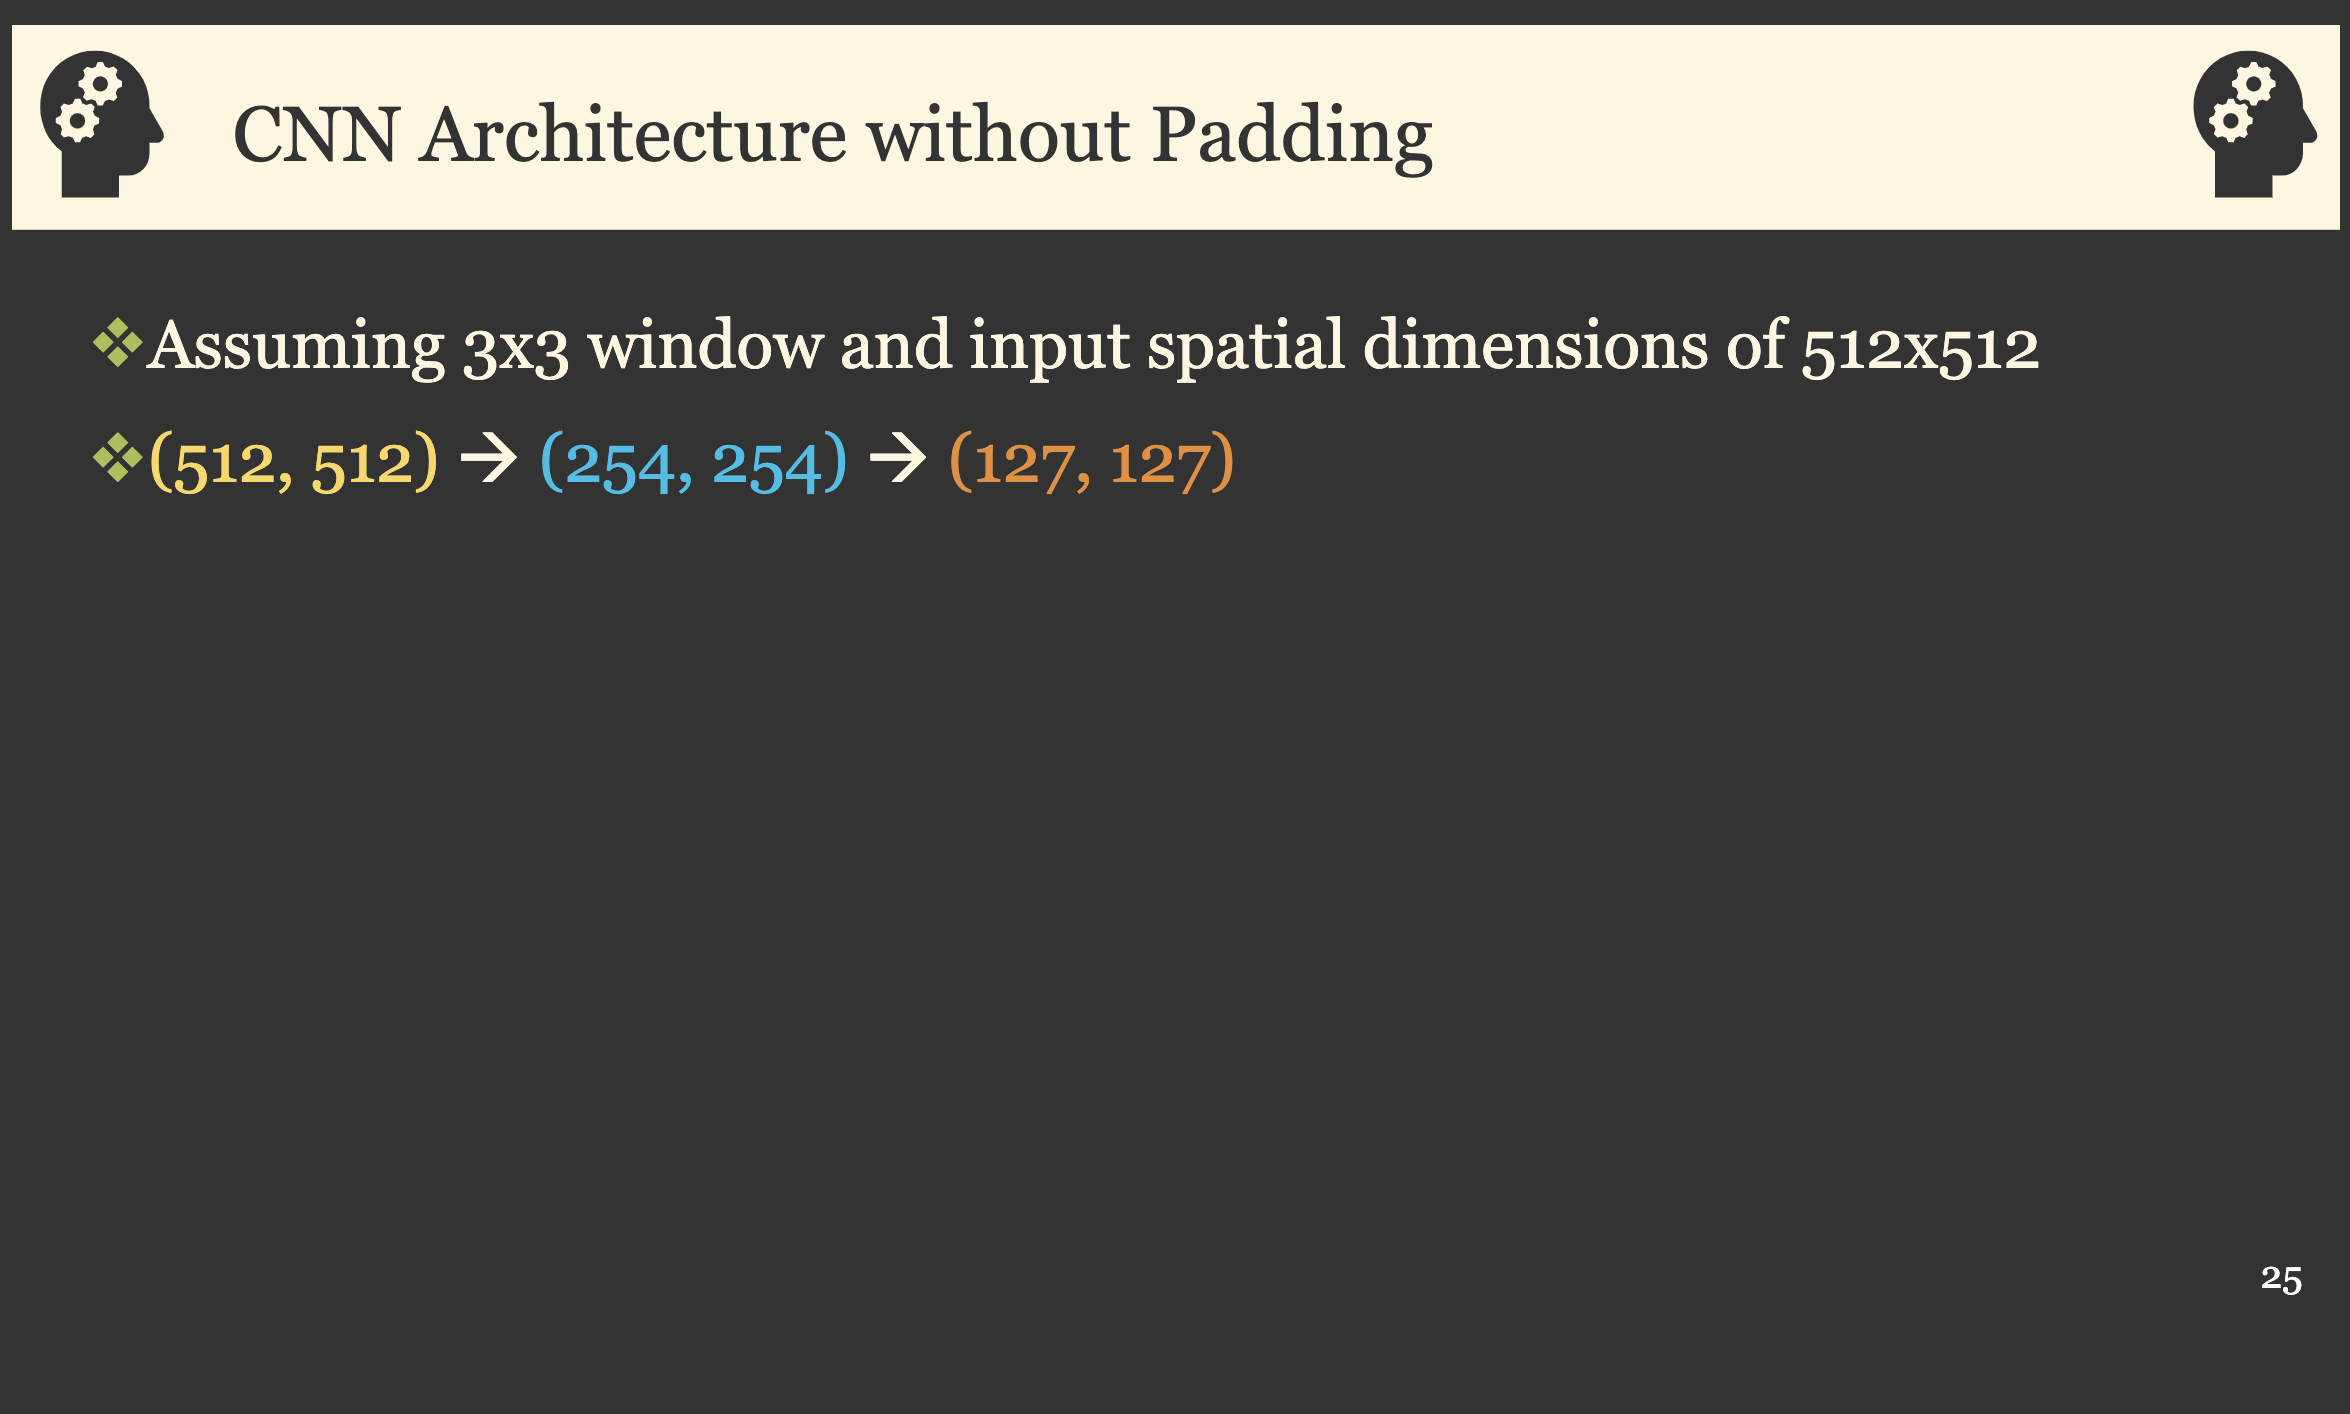 CNN Architecture without Padding
❖Assuming 3x3 window and input spatial dimensions of 512x512
❖(512, 512) → (254, 254) → (127, 127)
25